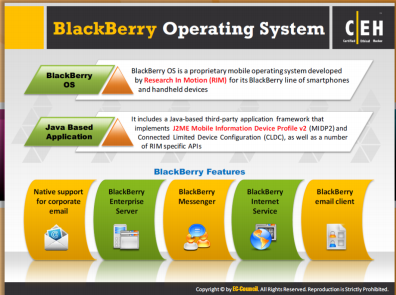 BlackBerry Operating System
C|EH
Certified Ethical Hacker
BlackBerry
OS
BlackBerry OS is a proprietary mobile operating system developed
by Research In Motion (RIM) for its BlackBerry line of smartphones
and handheld devices
Java Based
Application
It includes a Java-based third-party application framework that
implements J2ME Mobile Information Device Profile v2 (MIDP2) and
Connected Limited Device Configuration (CLDC), as well as a number
of RIM specific APIs
BlackBerry Features
Native support
for corporate
email
BlackBerry
Enterprise
Server
BlackBerry
Messenger
BlackBerry
Internet
Service
BlackBerry
email client
Copyright © by EC-Council. All Rights Reserved. Reproduction is Strictly Prohibited.